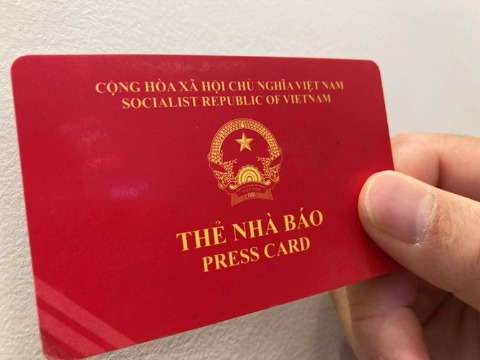 CỘNG HÒA XÃ HỘI CHỦ NGHĨA VIỆT NAM
SOCIALIST REPUBLIC OF VIETNAM
THẺ NHÀ BÁO
PRESS CARD